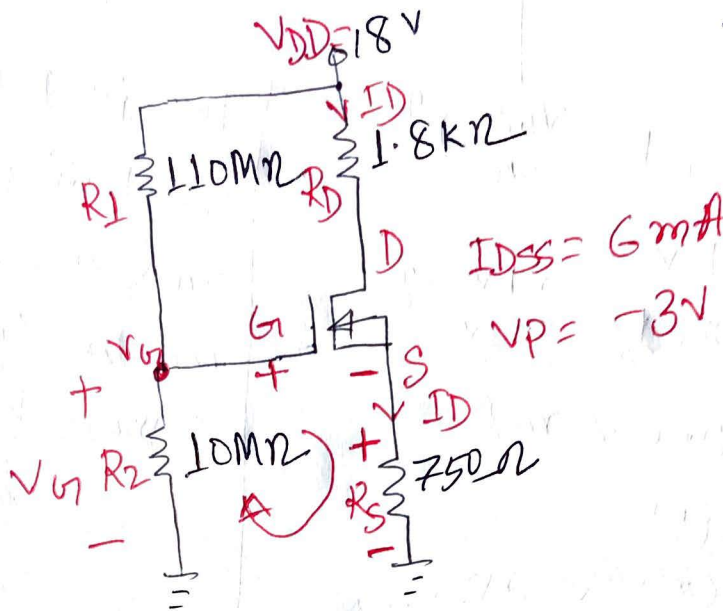 VDD=18V
ID
110MΩ
1.8KΩ
R1
RD
D
IDSS= 6mA
G
VP= -3V
VG
+
-
S
+
ID
10MΩ
+
750Ω
VG R2
RS
-
-